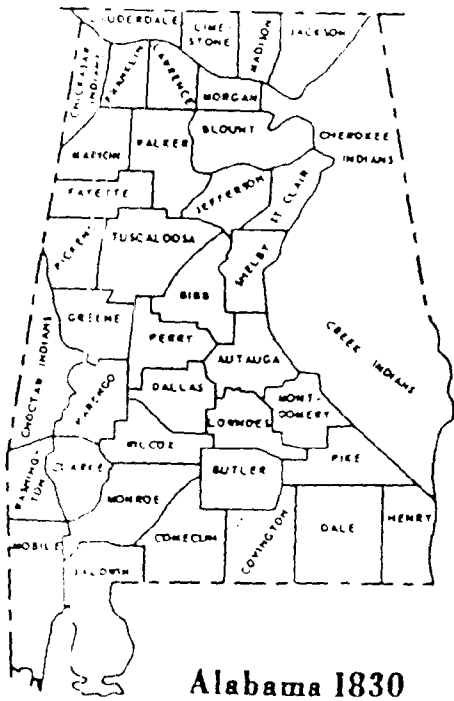 LAUDERDALE
LIME-
STONE
MADISON
JACKSON
CHICKASAW
INDIANS
FRANKLIN
LAWRENCE
MORGAN
BLOUNT
CHEROKEE
INDIANS
MARION
WALKER
FAYETTE
JEFFERSON
ST CLAIR
TUSCALOOSA
PICKENS
SHELBY
BIBB
GREENE
PERRY
AUTAUGA
CREEK INDIANS
CHOCTAW INDIANS
MARENGO
DALLAS
LOWNDES
MONT-
GOMERY
WILCOX
PIKE
WASHING-
TON
CLARKE
BUTLER
MONROE
CONECUH
COVINGTON
DALE
HENRY
MOBILE
BALDWIN
Alabama 1830